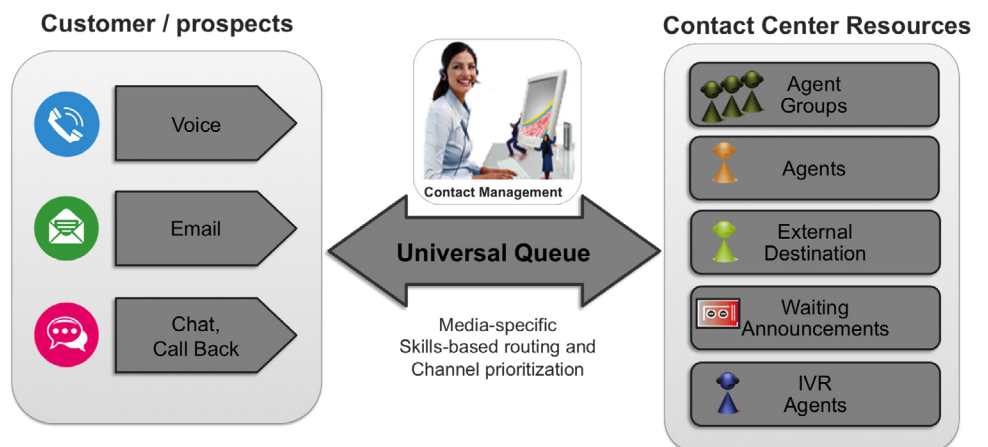 Customer / prospects
Voice
Email
Chat,
Call Back
Contact Management
Universal Queue
Media-specific
Skills-based routing and
Channel prioritization
Contact Center Resources
Agent
Groups
Agents
External
Destination
Waiting
Announcements
IVR
Agents